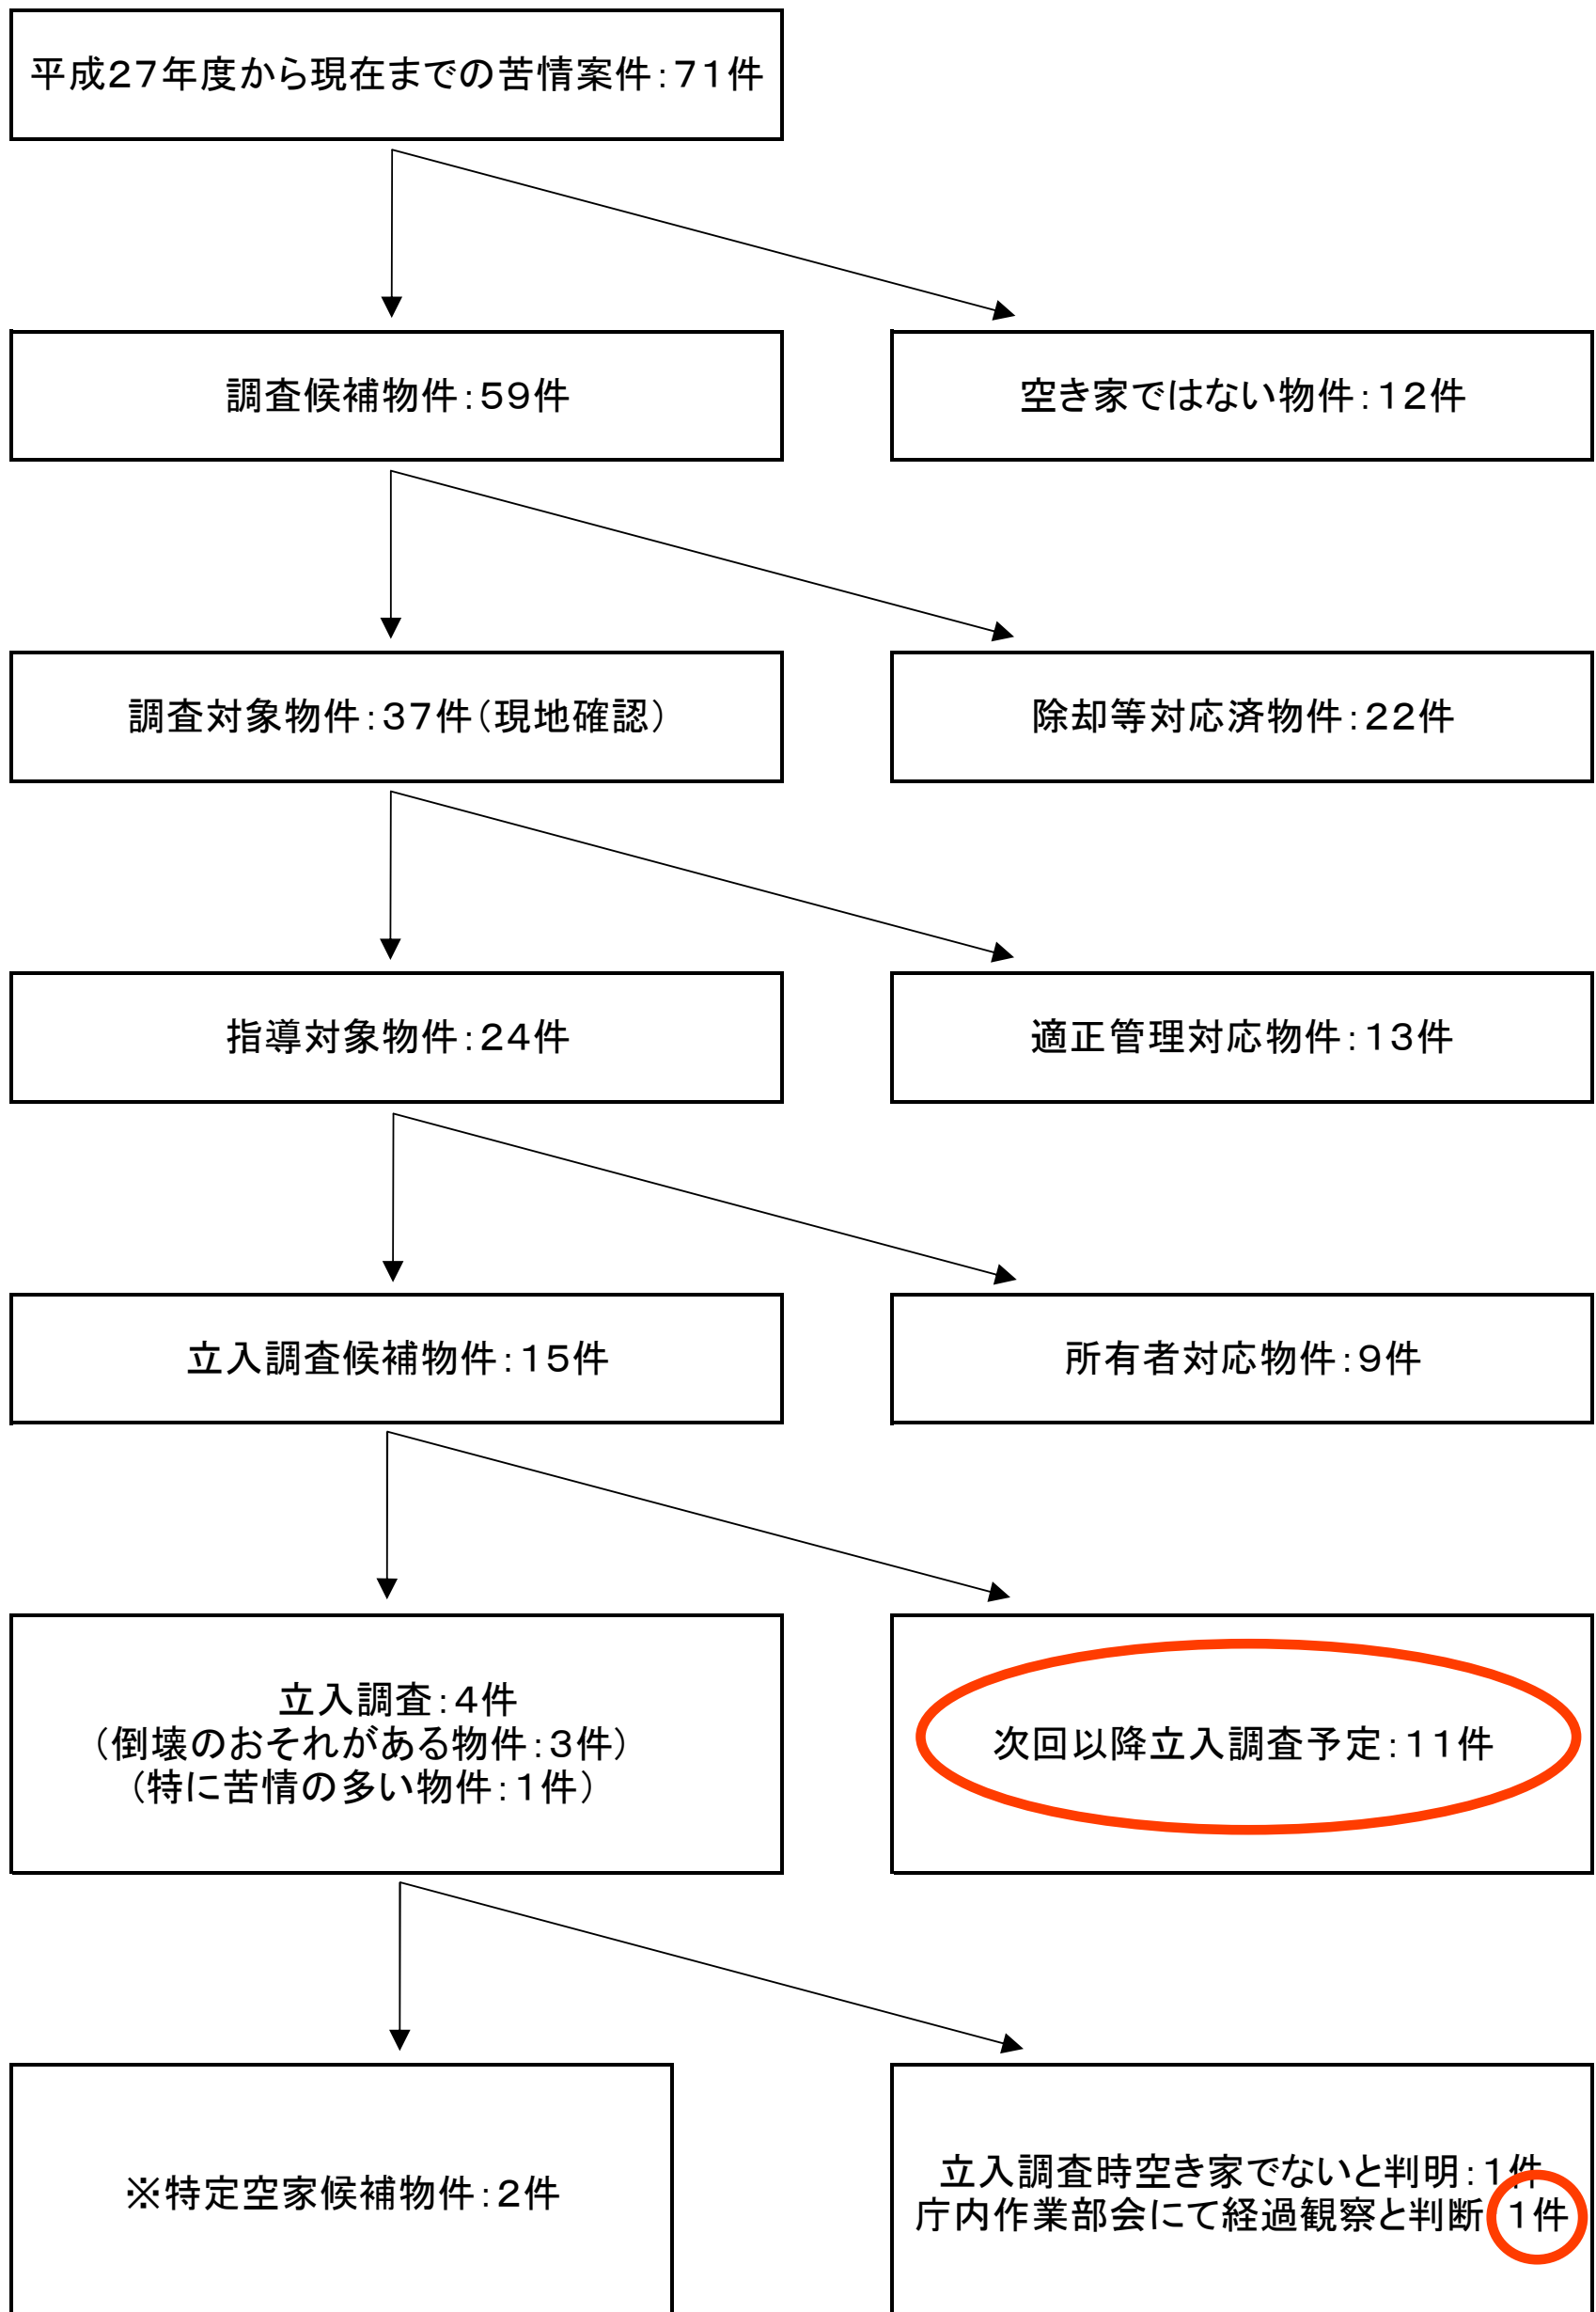 平成27年度から現在までの苦情案件:71件
調査候補物件:59件
空き家ではない物件:12件
調査対象物件:37件(現地確認)
除却等対応済物件:22件
指導対象物件:24件
適正管理対応物件:13件
立入調査候補物件:15件
所有者対応物件:9件
立入調査:4件
(倒壊のおそれがある物件:3件)
(特に苦情の多い物件:1件)
次回以降立入調査予定:11件
※特定空家候補物件:2件
立入調査時空き家でないと判明:1件
庁内作業部会にて経過観察と判断 1件